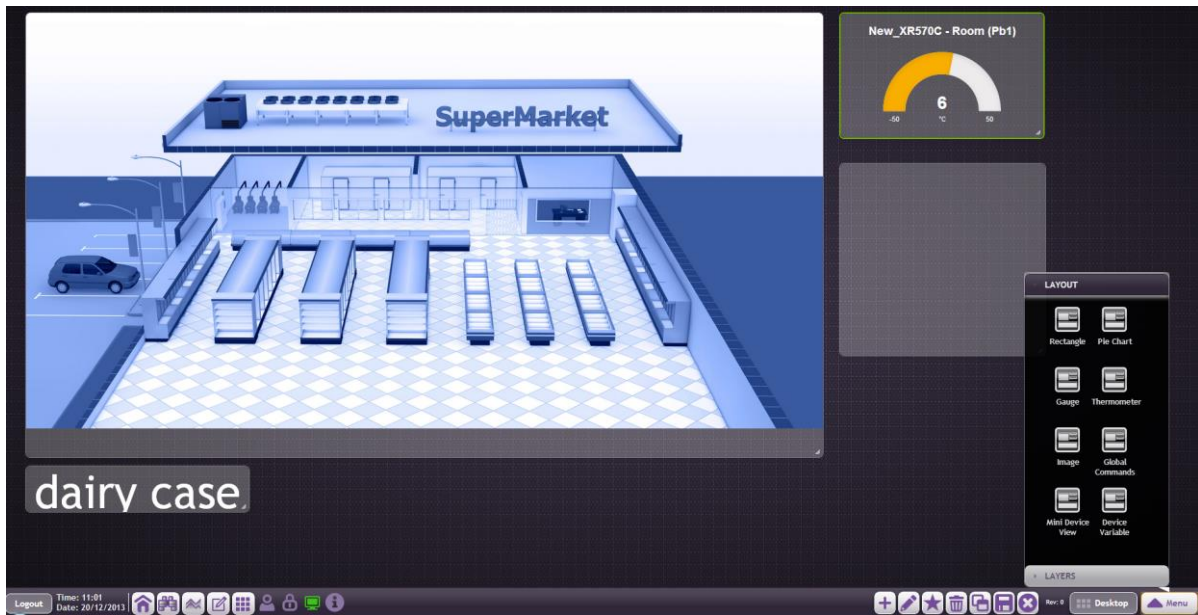 SuperMarket
New_XR570C - Room (Pb1)
6
-50
°C
50
dairy case
LAYOUT
Rectangle
Pie Chart
Gauge
Thermometer
Image
Global
Commands
Mini Device
View
Device
Variable
LAYERS
Logout
Time: 11:01
Date: 20/12/2013
Rev: 0
Desktop
Menu